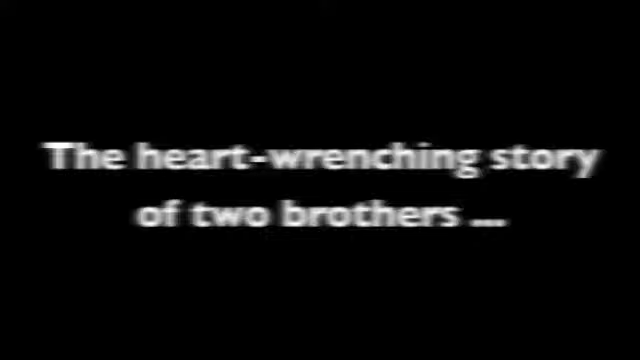 The heart-wrenching story
of two brothers ...